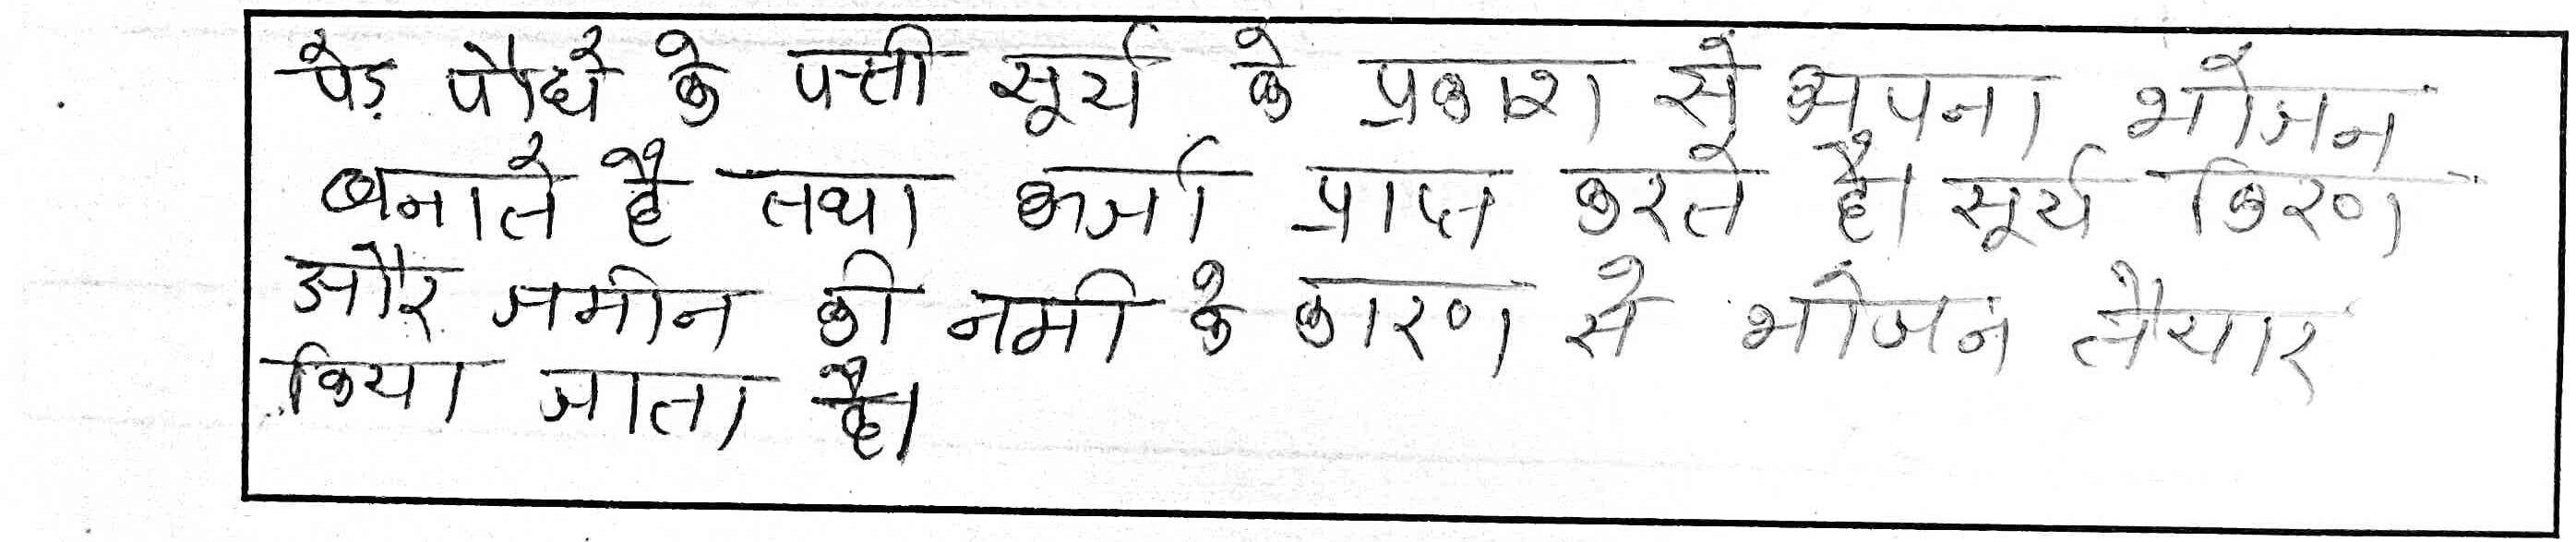 पेड़ पौधे के पत्ती सूर्य के प्रकाश से अपना भोजन
बनाते है तथा ऊर्जा प्राप्त करते है। सूर्य किरण
और जमीन की नमी के कारण से भोजन तैयार
किया जाता है।